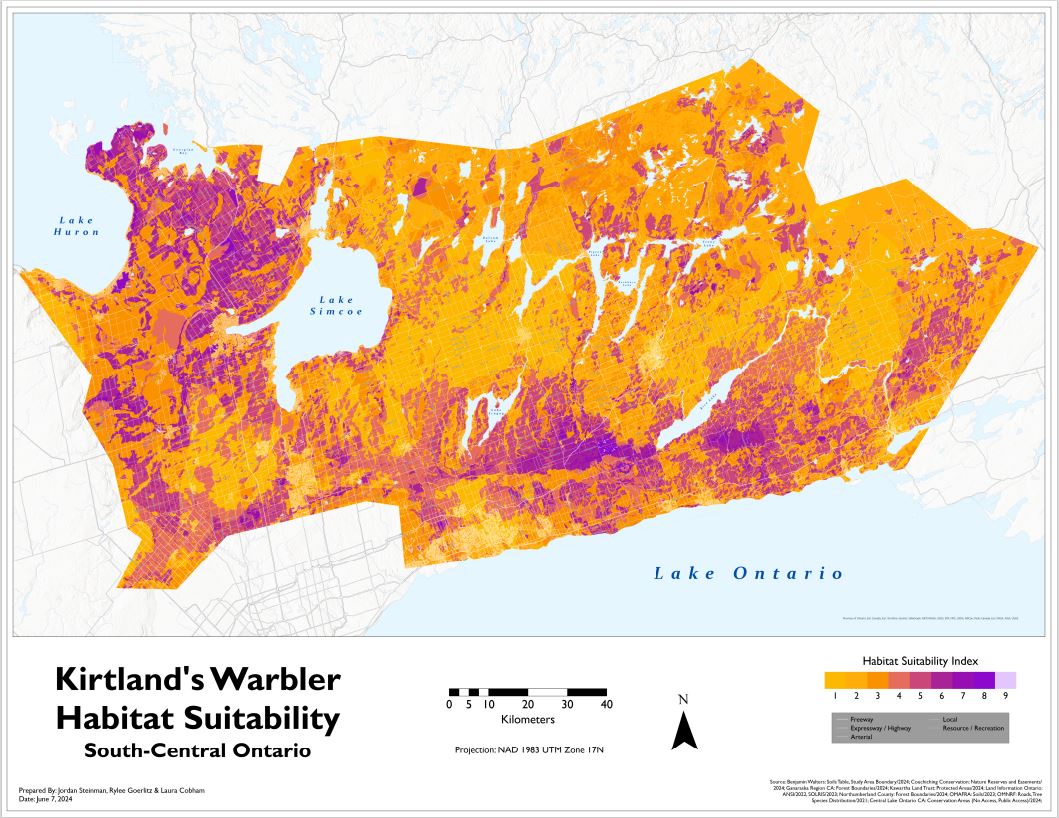 Georgian
Bay
Lake
Huron
Lake
Simcoe
Balsam
Lake
Lake Ontario
Kirtland's Warbler
Habitat Suitability
South-Central Ontario
0 5 10 20 30 40
Kilometers
Projection: NAD 1983 UTM Zone 17N
N
Habitat Suitability Index
1 2 3 4 5 6 7 8 9
Freeway
Local
Expressway / Highway
Resource / Recreation
Arterial
Prepared By: Jordan Steinman, Rylee Goerlitz & Laura Cobham
Date: June 7, 2024
Source: Benjamin Walters: Soils Table, Study Area Boundary/2024; Couchiching Conservation: Nature Reserves and Easements/
2024; Ganaraska Region CA: Forest Boundaries/2024; Kawartha Land Trust: Protected Areas/2024; Land Information Ontario:
ANSI/2022, SOLRIS/2023; Northumberland County: Forest Boundaries/2024; OMAFRA: Soils/2023; OMNRF: Roads, Tree
Species Distribution/2021; Central Lake Ontario CA: Conservation Areas (No Access, Public Access)/2024;